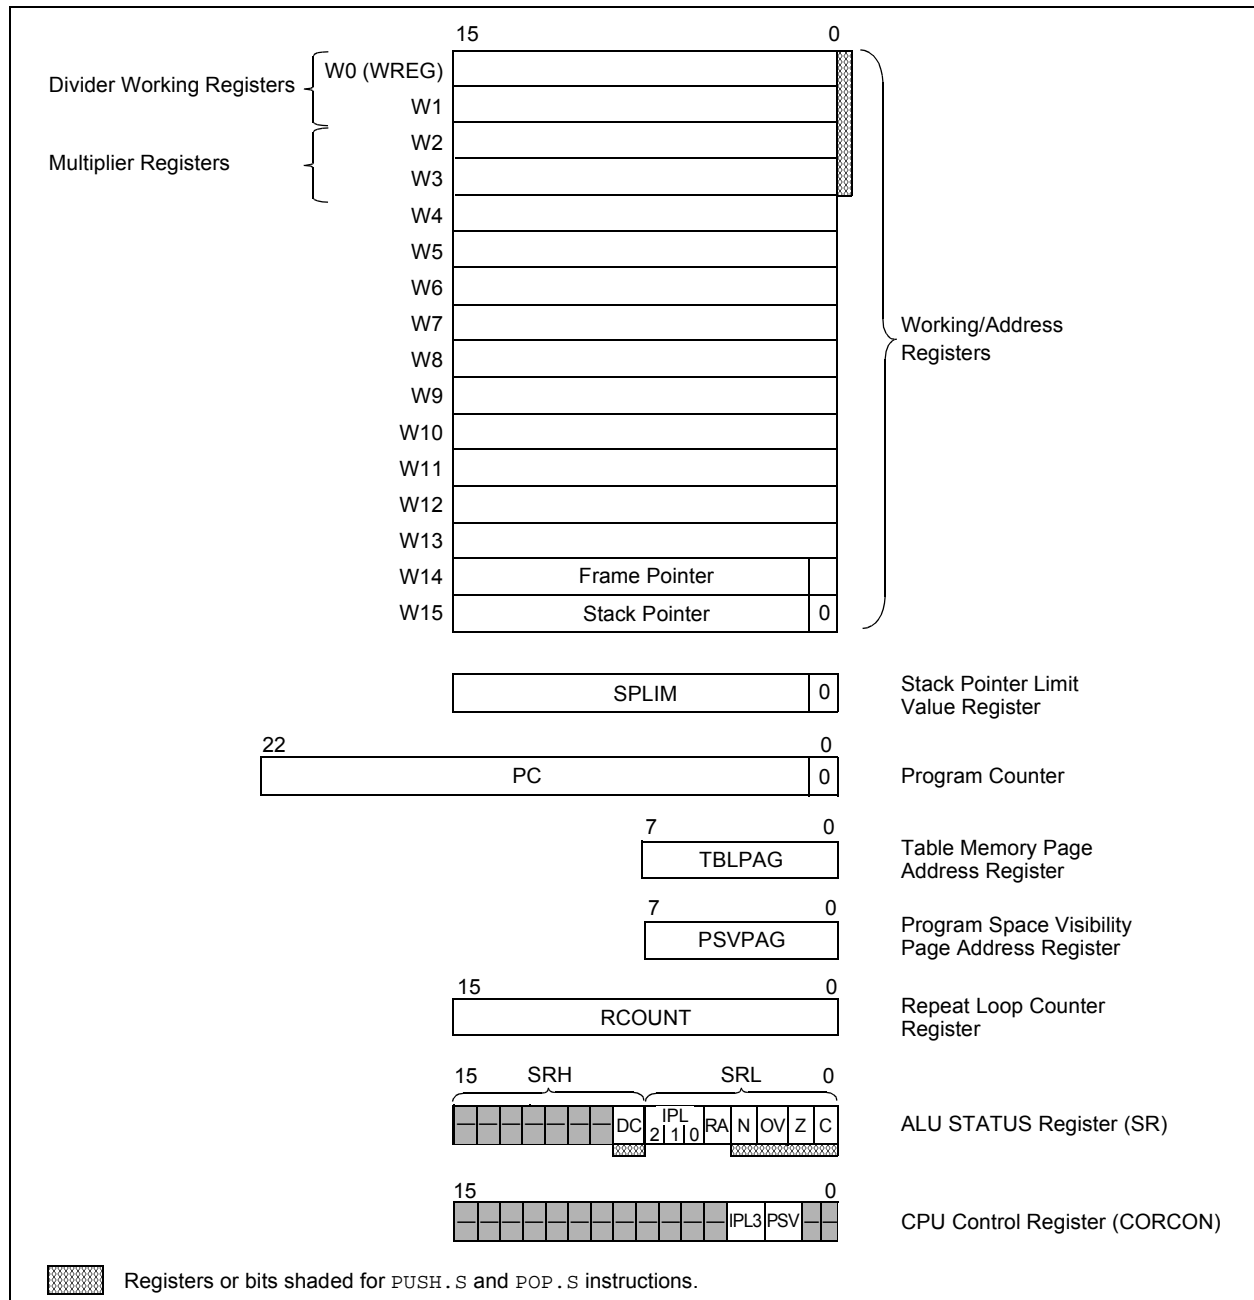 15 0
Divider Working Registers
W0 (WREG)
W1
Multiplier Registers
W2
W3
W4
W5
W6
W7
W8
W9
W10
W11
W12
W13
W14 Frame Pointer
W15 Stack Pointer 0
Working/Address
Registers
SPLIM 0
Stack Pointer Limit
Value Register
22 0
PC 0 Program Counter
7 0
TBLPAG
Table Memory Page
Address Register
7 0
PSVPAG
Program Space Visibility
Page Address Register
15 0
RCOUNT
Repeat Loop Counter
Register
15 SRH SRL 0
— — — — — — — DC IPL 2 1 0 RA N OV Z C
ALU STATUS Register (SR)
15 0
— — — — — — — — — — — — IPL3 PSV — —
CPU Control Register (CORCON)
Registers or bits shaded for PUSH.S and POP.S instructions.